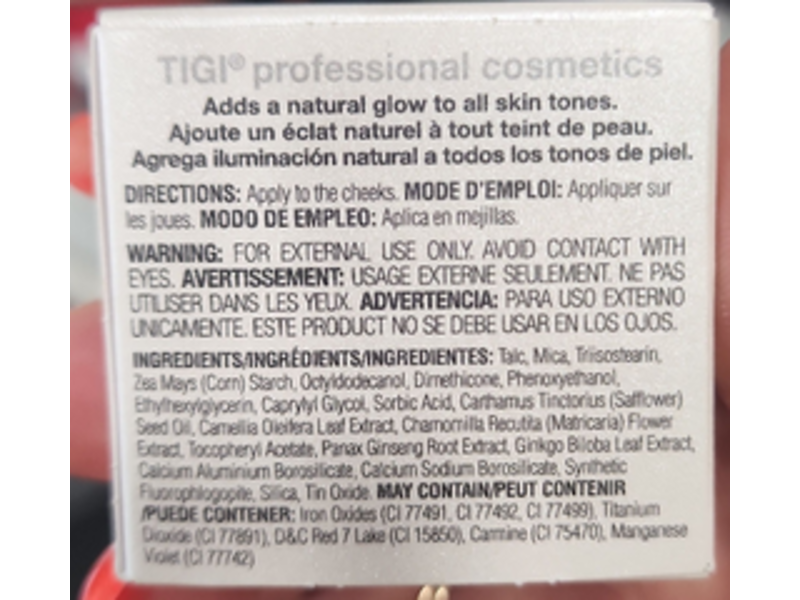 TIGI® professional cosmetics
Adds a natural glow to all skin tones.
Ajoute un éclat naturel à tout teint de peau.
Agrega iluminación natural a todos los tonos de piel.
DIRECTIONS: Apply to the cheeks. MODE D'EMPLOI: Appliquer sur
les joues. MODO DE EMPLEO: Aplica en mejillas.
WARNING: FOR EXTERNAL USE ONLY. AVOID CONTACT WITH
EYES. AVERTISSEMENT: USAGE EXTERNE SEULEMENT. NE PAS
UTILISER DANS LES YEUX. ADVERTENCIA: PARA USO EXTERNO
UNICAMENTE. ESTE PRODUCT NO SE DEBE USAR EN LOS OJOS.
INGREDIENTS/INGRÉDIENTS/INGREDIENTES: Talc, Mica, Triisostearin,
Zea Mays (Corn) Starch, Octyldodecanol, Dimethicone, Phenoxyethanol,
Ethylhexylglycerin, Caprylyl Glycol, Sorbic Acid, Carthamus Tinctorius (Safflower)
Seed Oil, Camellia Oleifera Leaf Extract, Chamomilla Recutita (Matricaria) Flower
Extract, Tocopheryl Acetate, Panax Ginseng Root Extract, Ginkgo Biloba Leaf Extract,
Calcium Aluminium Borosilicate, Calcium Sodium Borosilicate, Synthetic
Fluorophlogopite, Silica, Tin Oxide. MAY CONTAIN/PEUT CONTENIR
/PUEDE CONTENER: Iron Oxides (CI 77491, CI 77492, CI 77499), Titanium
Dioxide (CI 77891), D&C Red 7 Lake (CI 15850), Carmine (CI 75470), Manganese
Violet (CI 77742)